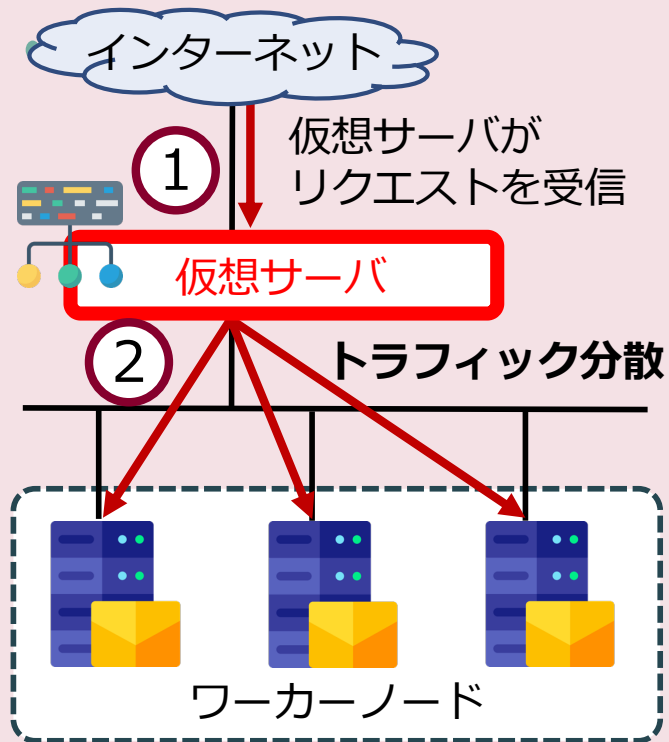 インターネット
①
仮想サーバが
リクエストを受信
仮想サーバ
②
トラフィック分散
ワーカーノード